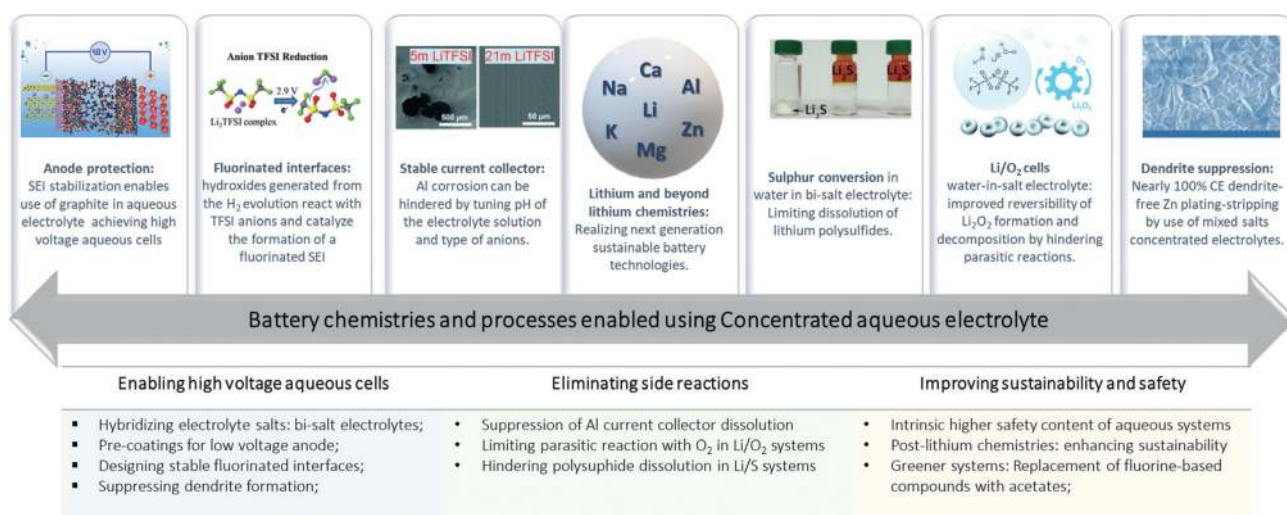 4.0 V
Anode protection:
SEI stabilization enables
use of graphite in aqueous
electrolyte achieving high
voltage aqueous cells
Anion TFSI Reduction
2.9 V
e⁻
Li₂TFSI complex
Fluorinated interfaces:
hydroxides generated from
the H₂ evolution react with
TFSI anions and catalyze
the formation of a
fluorinated SEI
5m LiTFSI
21m LiTFSI
500 μm
50 μm
Stable current collector:
Al corrosion can be
hindered by tuning pH of
the electrolyte solution
and type of anions.
Ca
Na
Al
Li
K
Zn
Mg
Lithium and beyond
lithium chemistries:
Realizing next generation
sustainable battery
technologies.
Li₂S
Li₂S
Li₂S
Sulphur conversion in
water in bi-salt electrolyte:
Limiting dissolution of
lithium polysulfides.
O₂
Li₂O₂
Li/O₂ cells
water-in-salt electrolyte:
improved reversibility of
Li₂O₂ formation and
decomposition by hindering
parasitic reactions.
Dendrite suppression:
Nearly 100% CE dendrite-
free Zn plating-stripping
by use of mixed salts
concentrated electrolytes.
Battery chemistries and processes enabled using Concentrated aqueous electrolyte
Enabling high voltage aqueous cells
▪ Hybridizing electrolyte salts: bi-salt electrolytes;
▪ Pre-coatings for low voltage anode;
▪ Designing stable fluorinated interfaces;
▪ Suppressing dendrite formation;
Eliminating side reactions
• Suppression of Al current collector dissolution
• Limiting parasitic reaction with O₂ in Li/O₂ systems
• Hindering polysuphide dissolution in Li/S systems
Improving sustainability and safety
• Intrinsic higher safety content of aqueous systems
• Post-lithium chemistries: enhancing sustainability
• Greener systems: Replacement of fluorine-based
compounds with acetates;